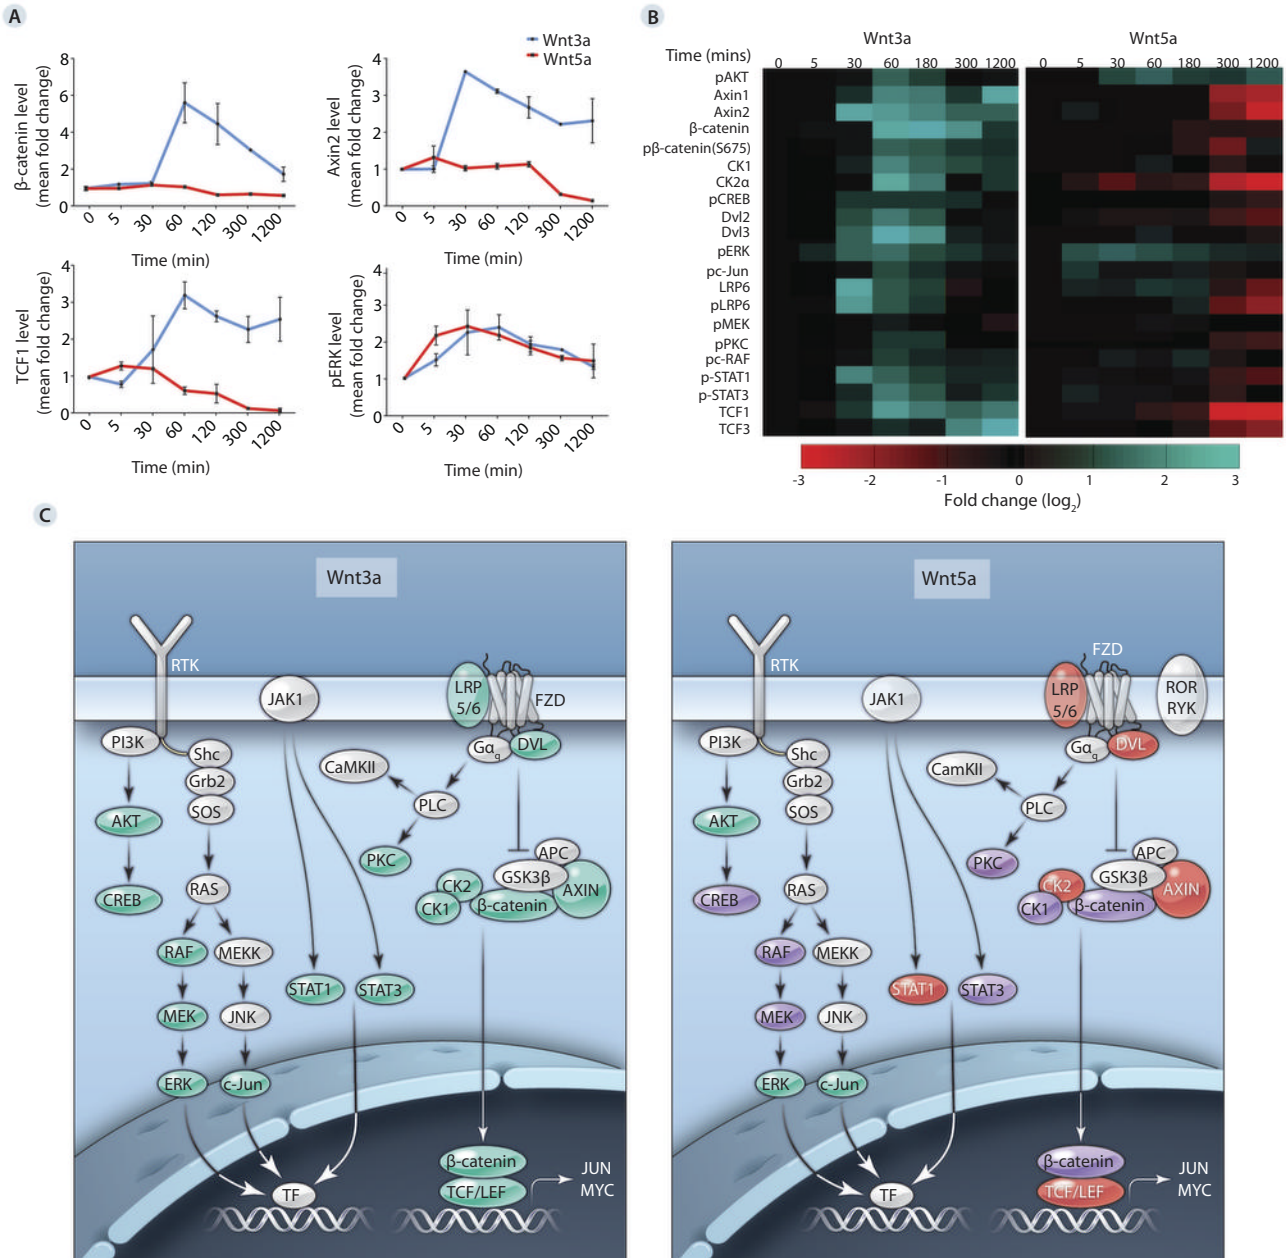 A
Wnt3a
Wnt5a
β-catenin level
(mean fold change)
8
6
4
2
0
0
5
30
60
120
300
1200
Time (min)
Axin2 level
(mean fold change)
4
3
2
1
0
0
5
30
60
120
300
1200
Time (min)
TCF1 level
(mean fold change)
4
3
2
1
0
0
5
30
60
120
300
1200
Time (min)
pERK level
(mean fold change)
4
3
2
1
0
0
5
30
60
120
300
1200
Time (min)
B
Wnt3a
Wnt5a
Time (mins)
0 5 30 60 180 300 1200
0 5 30 60 180 300 1200
pAKT
Axin1
Axin2
β-catenin
pβ-catenin(S675)
CK1
CK2α
pCREB
Dvl2
Dvl3
pERK
pc-Jun
LRP6
pLRP6
pMEK
pPKC
pc-RAF
p-STAT1
p-STAT3
TCF1
TCF3
-3 -2 -1 0 1 2 3
Fold change (log2)
C
Wnt3a
RTK
JAK1
LRP
5/6
FZD
PI3K
Shc
Grb2
SOS
Gαq
DVL
CaMKII
PLC
AKT
PKC
APC
GSK3β
AXIN
CK2
CK1
β-catenin
CREB
RAS
RAF
MEKK
STAT1
STAT3
MEK
JNK
ERK
c-Jun
TF
β-catenin
TCF/LEF
JUN
MYC
Wnt5a
RTK
JAK1
FZD
LRP
5/6
ROR
RYK
PI3K
Shc
Grb2
SOS
Gαq
DVL
CamKII
PLC
AKT
PKC
APC
GSK3β
AXIN
CK2
CK1
β-catenin
CREB
RAS
RAF
MEKK
STAT1
STAT3
MEK
JNK
ERK
c-Jun
TF
β-catenin
TCF/LEF
JUN
MYC